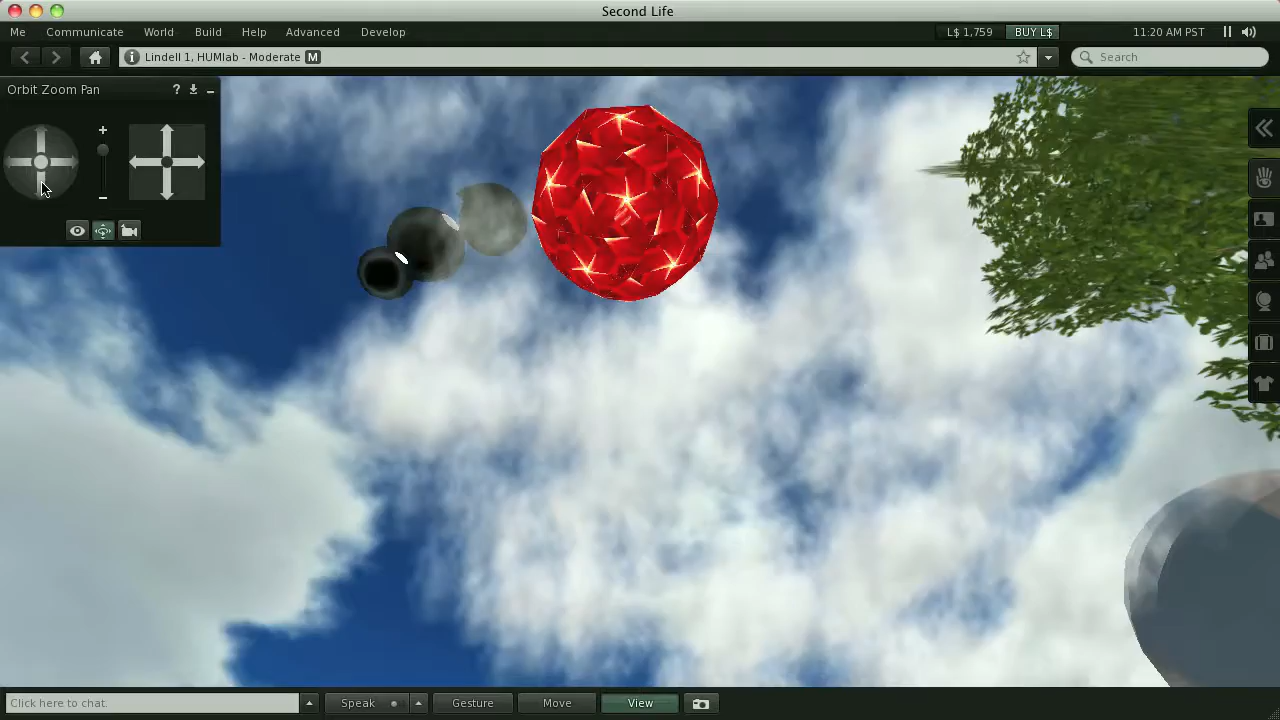 Second Life
Me Communicate World Build Help Advanced Develop L$ 1,759 BUY L$ 11:20 AM PST
Lindell 1, HUMlab - Moderate M Search
Orbit Zoom Pan ?
+
-
Click here to chat. Speak Gesture Move View